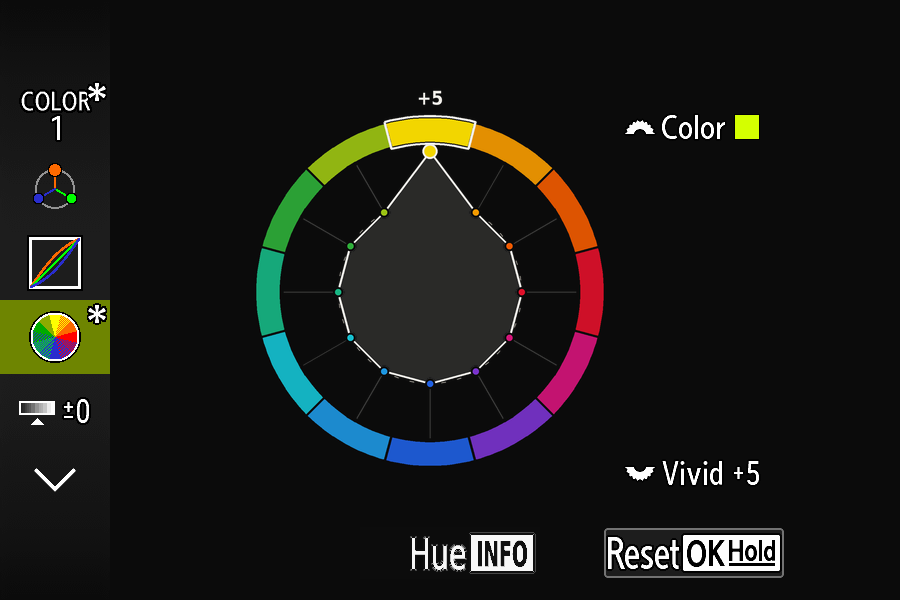 COLOR*
1
+5
Color
*
±0
Vivid +5
Hue INFO
Reset OK Hold